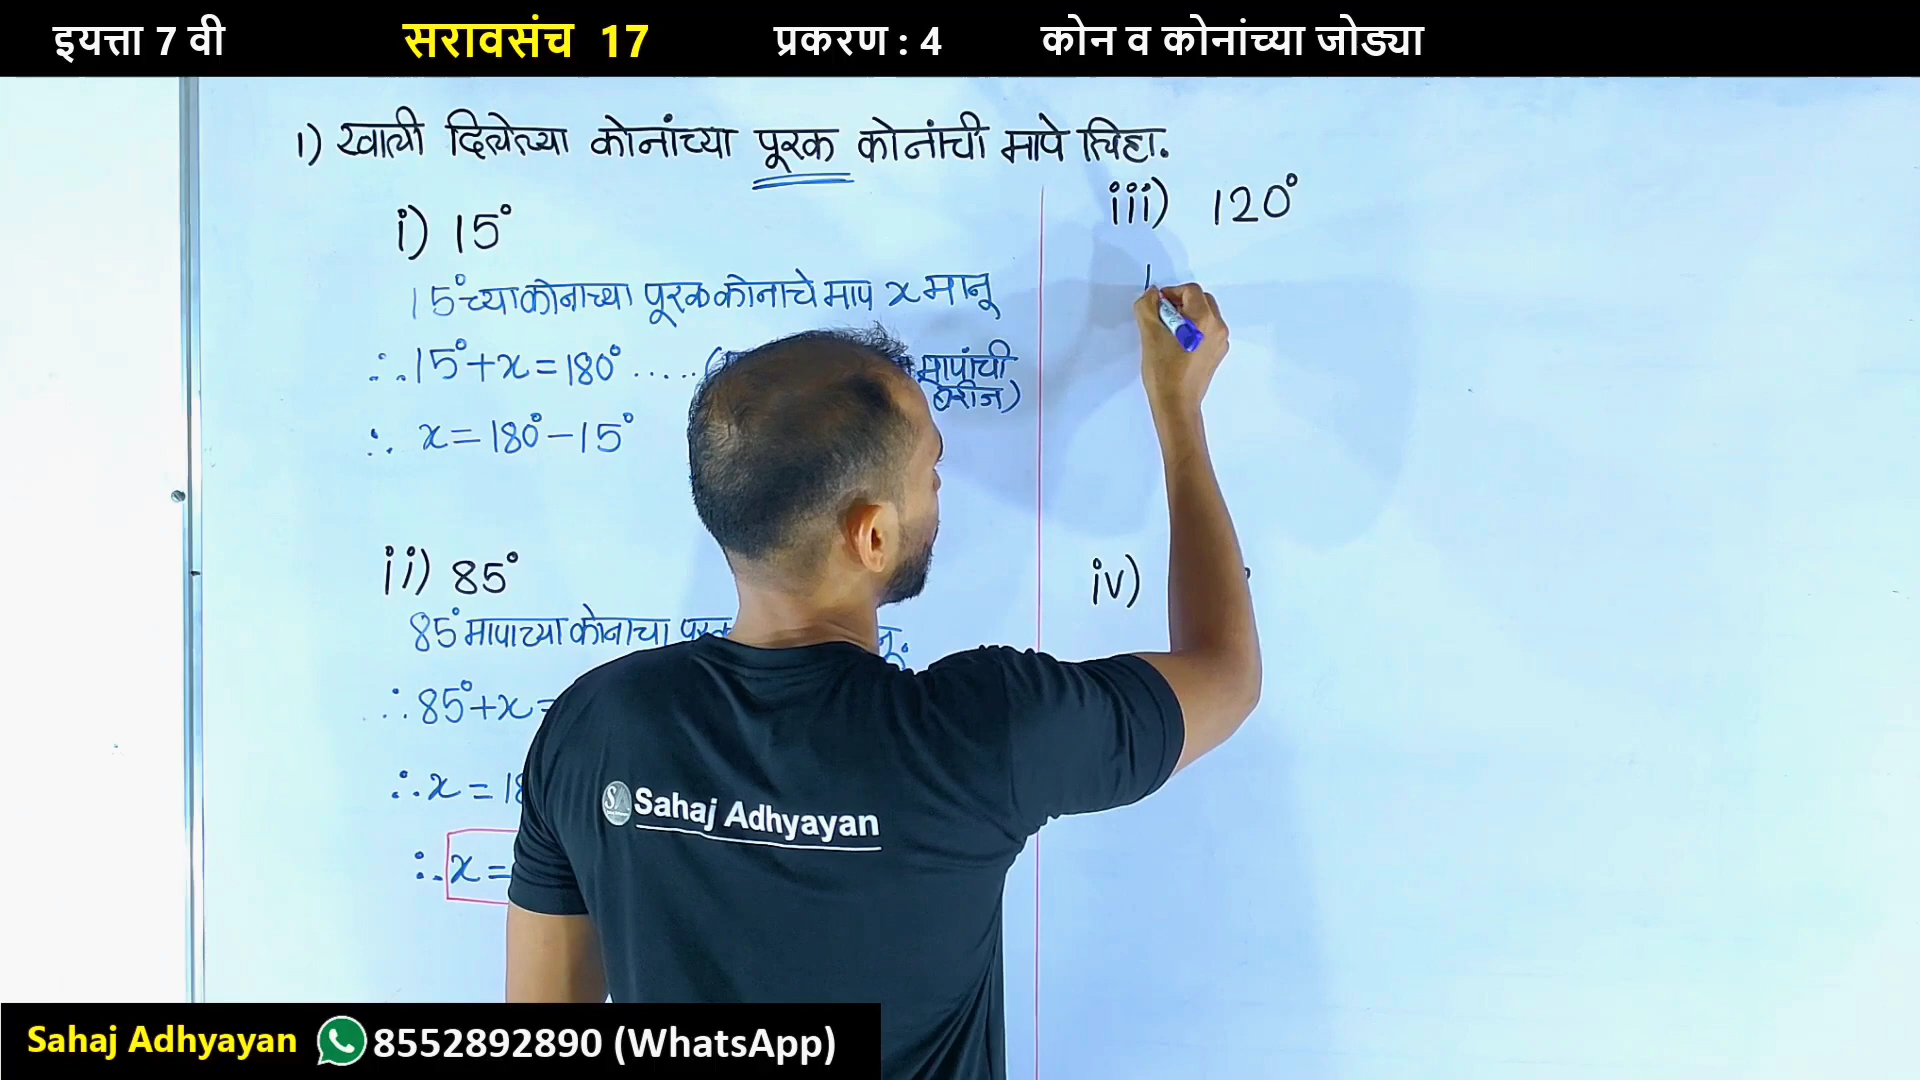 इयत्ता 7 वी सरावसंच 17 प्रकरण : 4 कोन व कोनांच्या जोड्या
1) खाली दिलेल्या कोनांच्या पूरक कोनांची मापे लिहा.
i) 15°
15° च्या कोनाच्या पूरक कोनाचे माप x मानू
∴ 15° + x = 180° ..... ( मापांची
बेरीज)
∴ x = 180° – 15°
ii) 85°
85° मापाच्या कोनाचा
∴ 85° + x =
∴ x = 18
∴ x =
iii) 120°
1
iv)
Sahaj Adhyayan
Sahaj Adhyayan 8552892890 (WhatsApp)